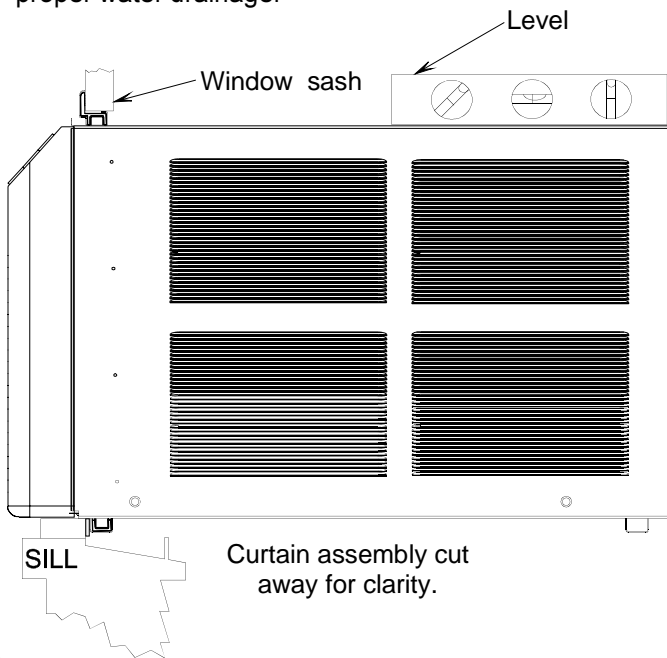 proper water drainage.
Level
Window sash
SILL
Curtain assembly cut
away for clarity.